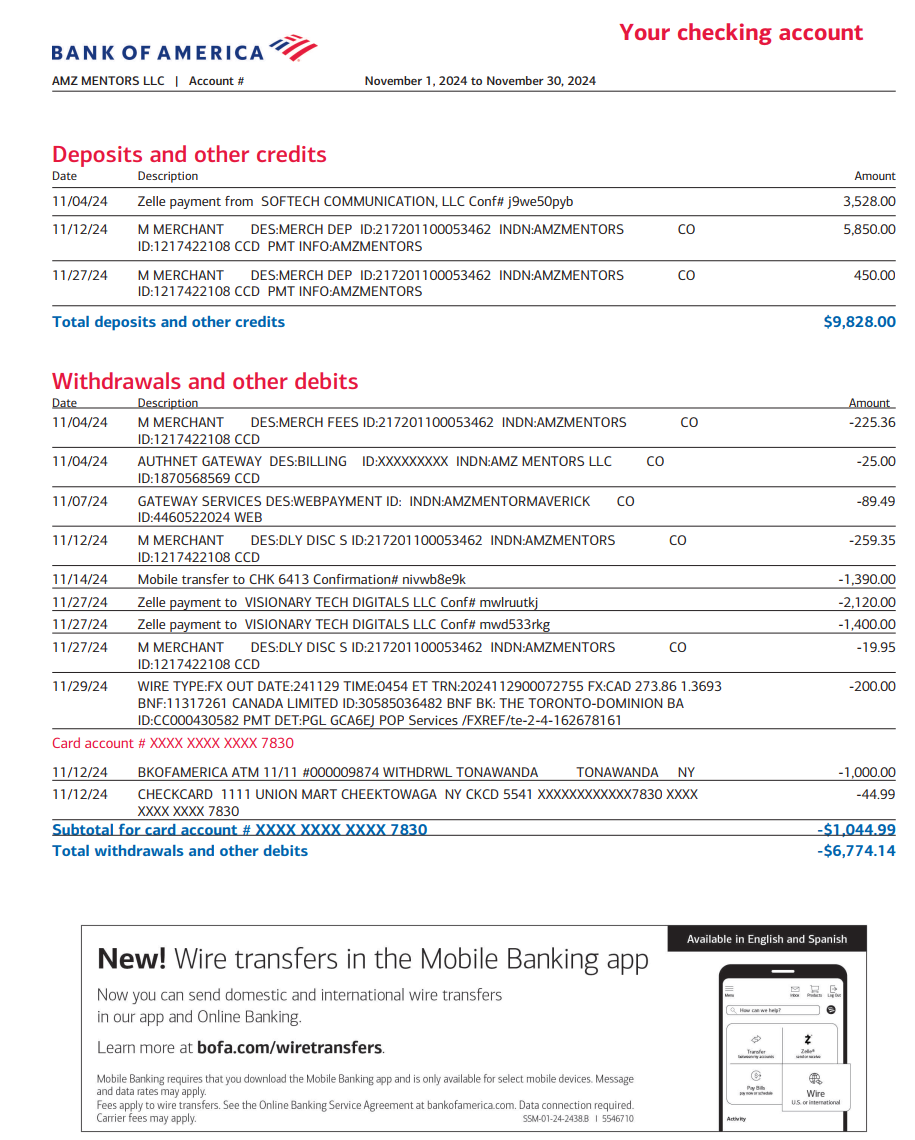 Your checking account
BANK OF AMERICA
AMZ MENTORS LLC | Account # November 1, 2024 to November 30, 2024
Deposits and other credits
Date Description Amount
11/04/24 Zelle payment from SOFTECH COMMUNICATION, LLC Conf# j9we50pyb 3,528.00
11/12/24 M MERCHANT DES:MERCH DEP ID:217201100053462 INDN:AMZMENTORS CO 5,850.00
ID:1217422108 CCD PMT INFO:AMZMENTORS
11/27/24 M MERCHANT DES:MERCH DEP ID:217201100053462 INDN:AMZMENTORS CO 450.00
ID:1217422108 CCD PMT INFO:AMZMENTORS
Total deposits and other credits $9,828.00
Withdrawals and other debits
Date Description Amount
11/04/24 M MERCHANT DES:MERCH FEES ID:217201100053462 INDN:AMZMENTORS CO -225.36
ID:1217422108 CCD
11/04/24 AUTHNET GATEWAY DES:BILLING ID:XXXXXXXXX INDN:AMZ MENTORS LLC CO -25.00
ID:1870568569 CCD
11/07/24 GATEWAY SERVICES DES:WEBPAYMENT ID: INDN:AMZMENTORMAVERICK CO -89.49
ID:4460522024 WEB
11/12/24 M MERCHANT DES:DLY DISC S ID:217201100053462 INDN:AMZMENTORS CO -259.35
ID:1217422108 CCD
11/14/24 Mobile transfer to CHK 6413 Confirmation# nivwb8e9k -1,390.00
11/27/24 Zelle payment to VISIONARY TECH DIGITALS LLC Conf# mwlruutkj -2,120.00
11/27/24 Zelle payment to VISIONARY TECH DIGITALS LLC Conf# mwd533rkg -1,400.00
11/27/24 M MERCHANT DES:DLY DISC S ID:217201100053462 INDN:AMZMENTORS CO -19.95
ID:1217422108 CCD
11/29/24 WIRE TYPE:FX OUT DATE:241129 TIME:0454 ET TRN:2024112900072755 FX:CAD 273.86 1.3693 -200.00
BNF:11317261 CANADA LIMITED ID:30585036482 BNF BK: THE TORONTO-DOMINION BA
ID:CC000430582 PMT DET:PGL GCA6EJ POP Services /FXREF/te-2-4-162678161
Card account # XXXX XXXX XXXX 7830
11/12/24 BKOFAMERICA ATM 11/11 #000009874 WITHDRWL TONAWANDA TONAWANDA NY -1,000.00
11/12/24 CHECKCARD 1111 UNION MART CHEEKTOWAGA NY CKCD 5541 XXXXXXXXXXXX7830 XXXX -44.99
XXXX XXXX 7830
Subtotal for card account # XXXX XXXX XXXX 7830 -$1,044.99
Total withdrawals and other debits -$6,774.14
Available in English and Spanish
New! Wire transfers in the Mobile Banking app
Now you can send domestic and international wire transfers
in our app and Online Banking.
Learn more at bofa.com/wiretransfers.
Mobile Banking requires that you download the Mobile Banking app and is only available for select mobile devices. Message
and data rates may apply.
Fees apply to wire transfers. See the Online Banking Service Agreement at bankofamerica.com. Data connection required.
Carrier fees may apply. SSM-01-24-2438.B | 5546710
Menu Inbox Products Log Out
How can we help?
Transfer Zelle®
between my accounts send or receive
Pay Bills Wire
pay now or schedule U.S. or international
Activity